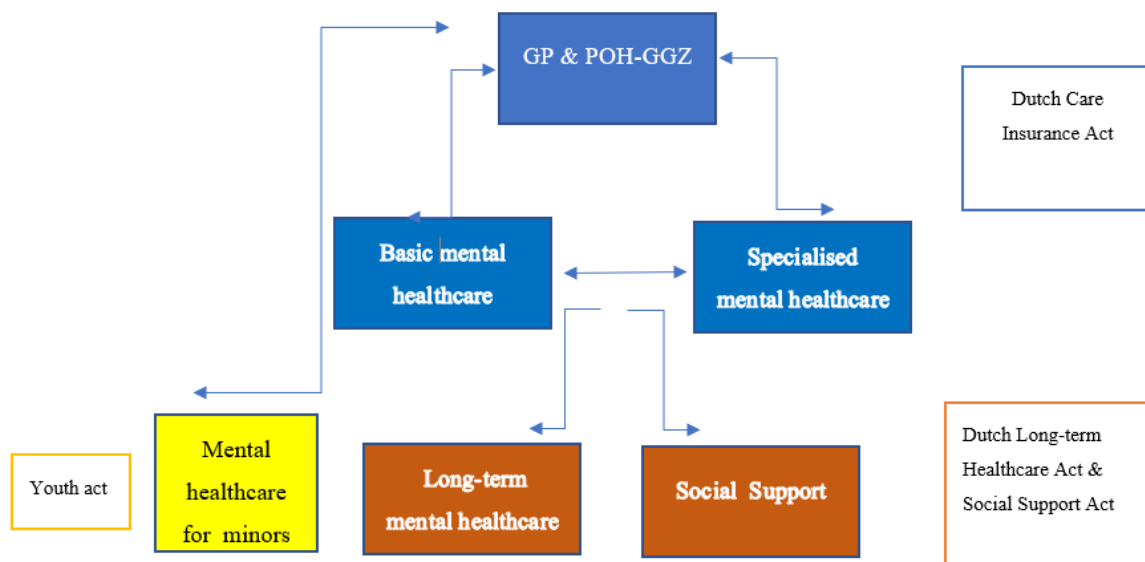 GP & POH-GGZ
Dutch Care
Insurance Act
Basic mental
healthcare
Specialised
mental healthcare
Youth act
Mental
healthcare
for minors
Long-term
mental healthcare
Social Support
Dutch Long-term
Healthcare Act &
Social Support Act